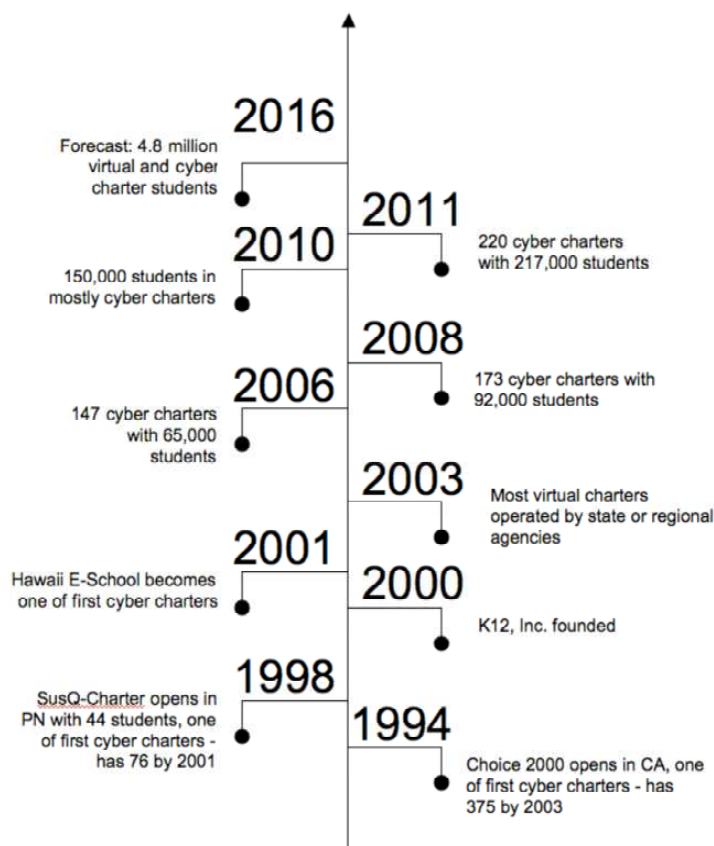 2016
Forecast: 4.8 million
virtual and cyber
charter students
2011
220 cyber charters
with 217,000 students
2010
150,000 students in
mostly cyber charters
2008
173 cyber charters with
92,000 students
2006
147 cyber charters
with 65,000
students
2003
Most virtual charters
operated by state or regional
agencies
2001
Hawaii E-School becomes
one of first cyber charters
2000
K12, Inc. founded
1998
SusQ-Charter opens in
PN with 44 students, one
of first cyber charters -
has 76 by 2001
1994
Choice 2000 opens in CA, one
of first cyber charters - has
375 by 2003